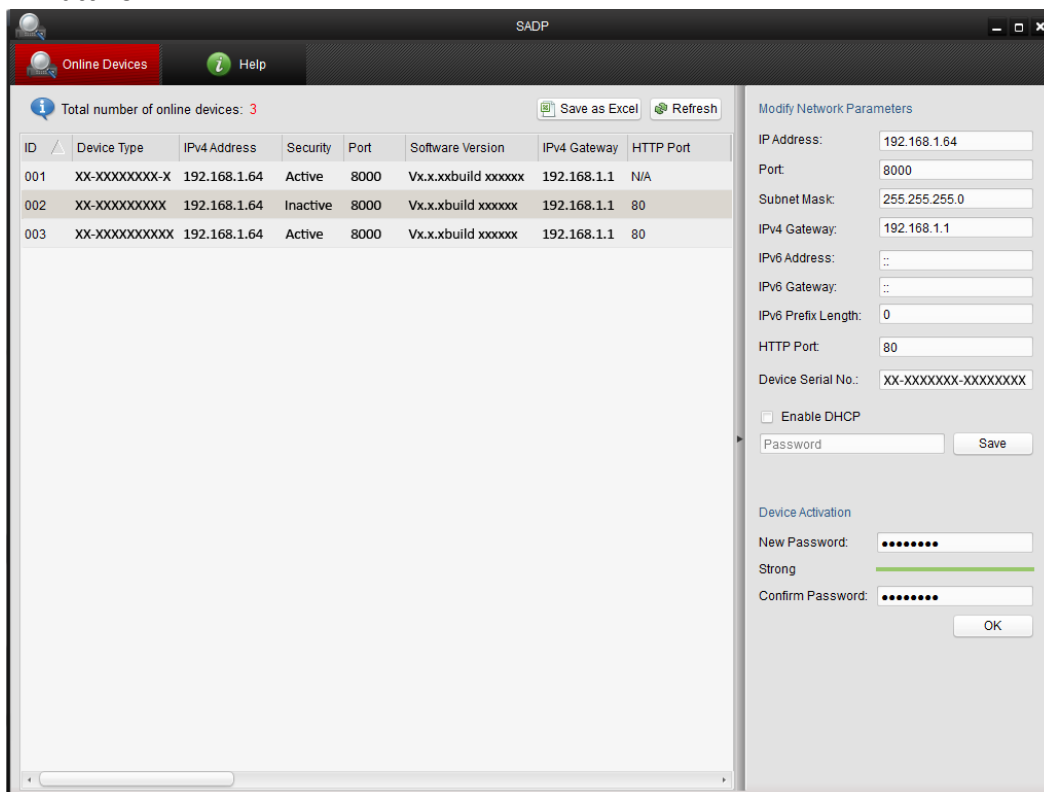 SADP
Online Devices Help
Total number of online devices: 3 Save as Excel Refresh
ID Device Type IPv4 Address Security Port Software Version IPv4 Gateway HTTP Port
001 XX-XXXXXXXX-X 192.168.1.64 Active 8000 Vx.x.xxbuild xxxxxx 192.168.1.1 N/A
002 XX-XXXXXXXXX 192.168.1.64 Inactive 8000 Vx.x.xbuild xxxxxx 192.168.1.1 80
003 XX-XXXXXXXXXX 192.168.1.64 Active 8000 Vx.x.xbuild xxxxxx 192.168.1.1 80
Modify Network Parameters
IP Address: 192.168.1.64
Port: 8000
Subnet Mask: 255.255.255.0
IPv4 Gateway: 192.168.1.1
IPv6 Address: ::
IPv6 Gateway: ::
IPv6 Prefix Length: 0
HTTP Port: 80
Device Serial No.: XX-XXXXXXX-XXXXXXXX
Enable DHCP
Password Save
Device Activation
New Password: ••••••••
Strong
Confirm Password: ••••••••
OK